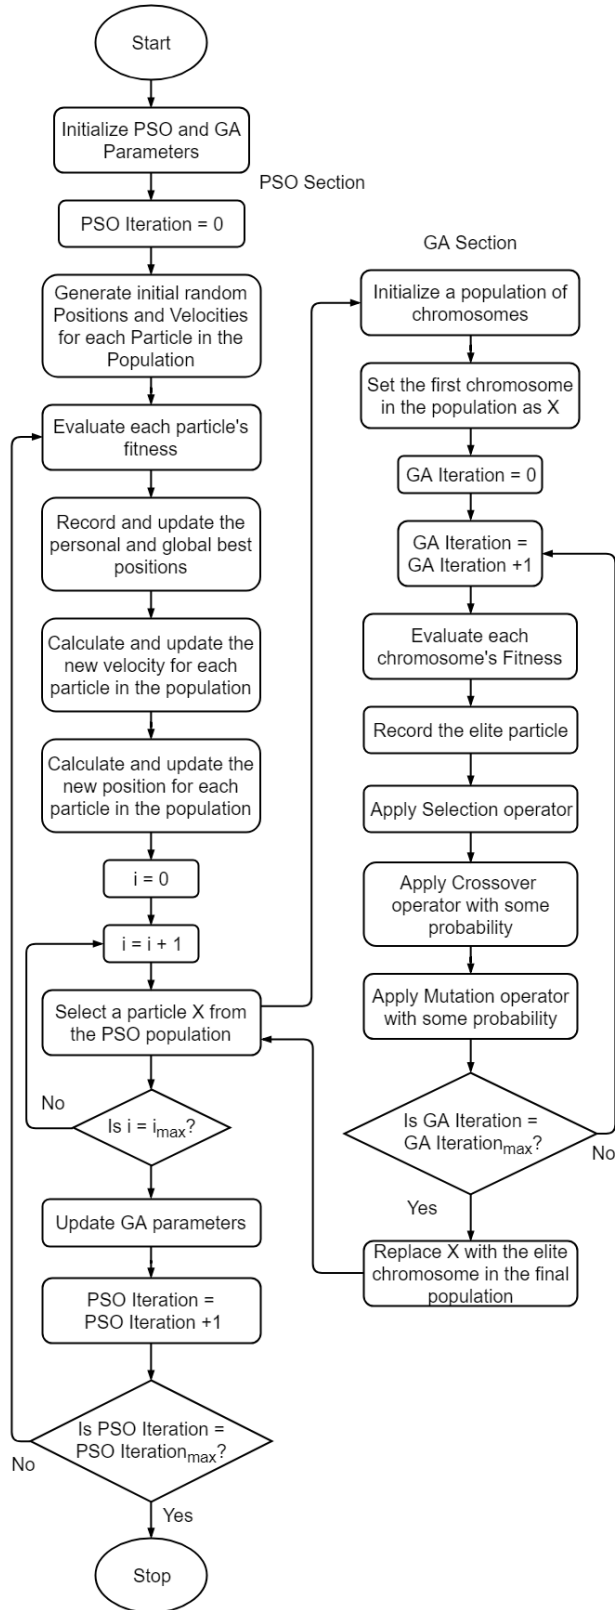 Start
Initialize PSO and GA
Parameters
PSO Section
PSO Iteration = 0
Generate initial random
Positions and Velocities
for each Particle in the
Population
Evaluate each particle's
fitness
Record and update the
personal and global best
positions
Calculate and update the
new velocity for each
particle in the population
Calculate and update the
new position for each
particle in the population
i = 0
i = i + 1
Select a particle X from
the PSO population
No
Is i = imax?
Update GA parameters
PSO Iteration =
PSO Iteration +1
Is PSO Iteration =
PSO Iterationmax?
No
Yes
Stop
GA Section
Initialize a population of
chromosomes
Set the first chromosome
in the population as X
GA Iteration = 0
GA Iteration =
GA Iteration +1
Evaluate each
chromosome's Fitness
Record the elite particle
Apply Selection operator
Apply Crossover
operator with some
probability
Apply Mutation operator
with some probability
Is GA Iteration =
GA Iterationmax?
No
Yes
Replace X with the elite
chromosome in the final
population